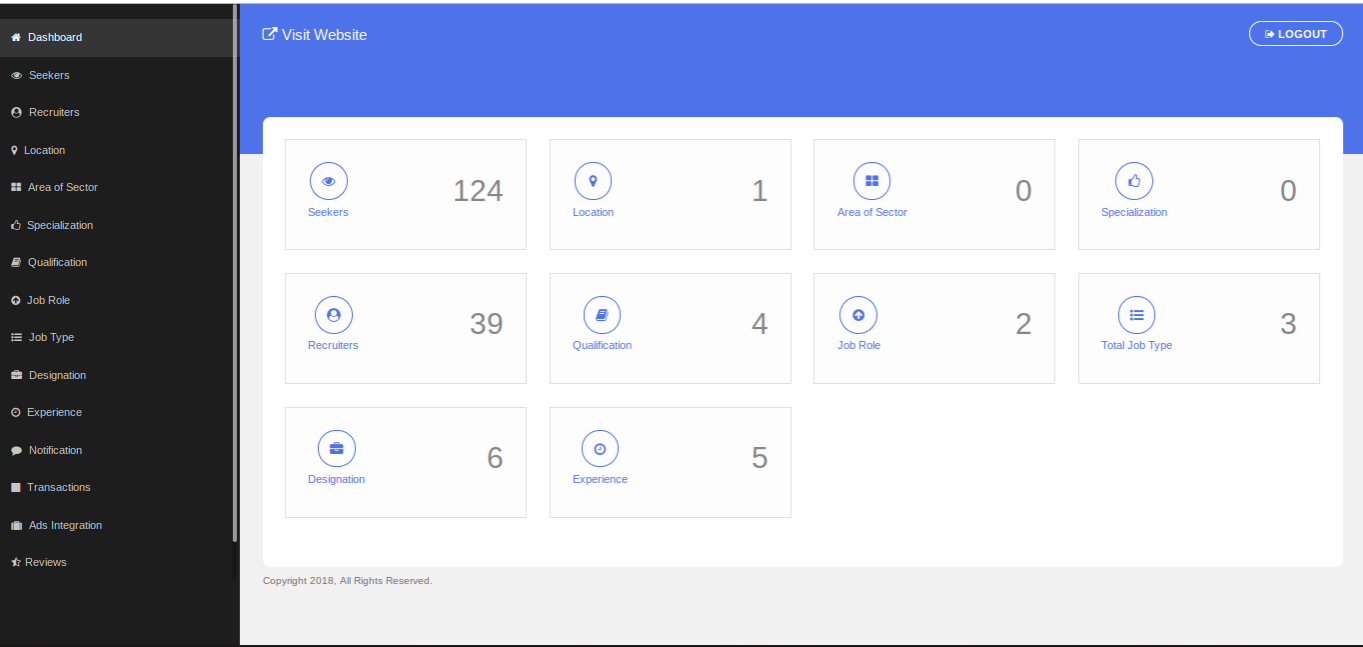 Dashboard
Seekers
Recruiters
Location
Area of Sector
Specialization
Qualification
Job Role
Job Type
Designation
Experience
Notification
Transactions
Ads Integration
Reviews
Visit Website
LOGOUT
124
Seekers
1
Location
0
Area of Sector
0
Specialization
39
Recruiters
4
Qualification
2
Job Role
3
Total Job Type
6
Designation
5
Experience
Copyright 2018, All Rights Reserved.